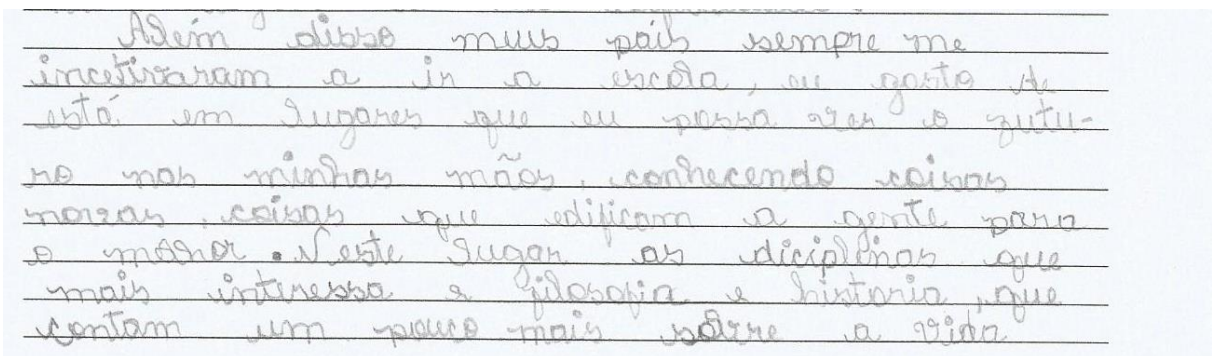 Além disso meus país sempre me
incetivaram a ir a escola, eu gosto de
está em lugares que eu possa ver o futu-
ro nas minhas mãos, conhecendo coisas
novas, coisas que edificam a gente para
o melhor. Neste lugar as diciplinas que
mais interessa e filosofia e historia, que
contam um pouco mais sobre a vida